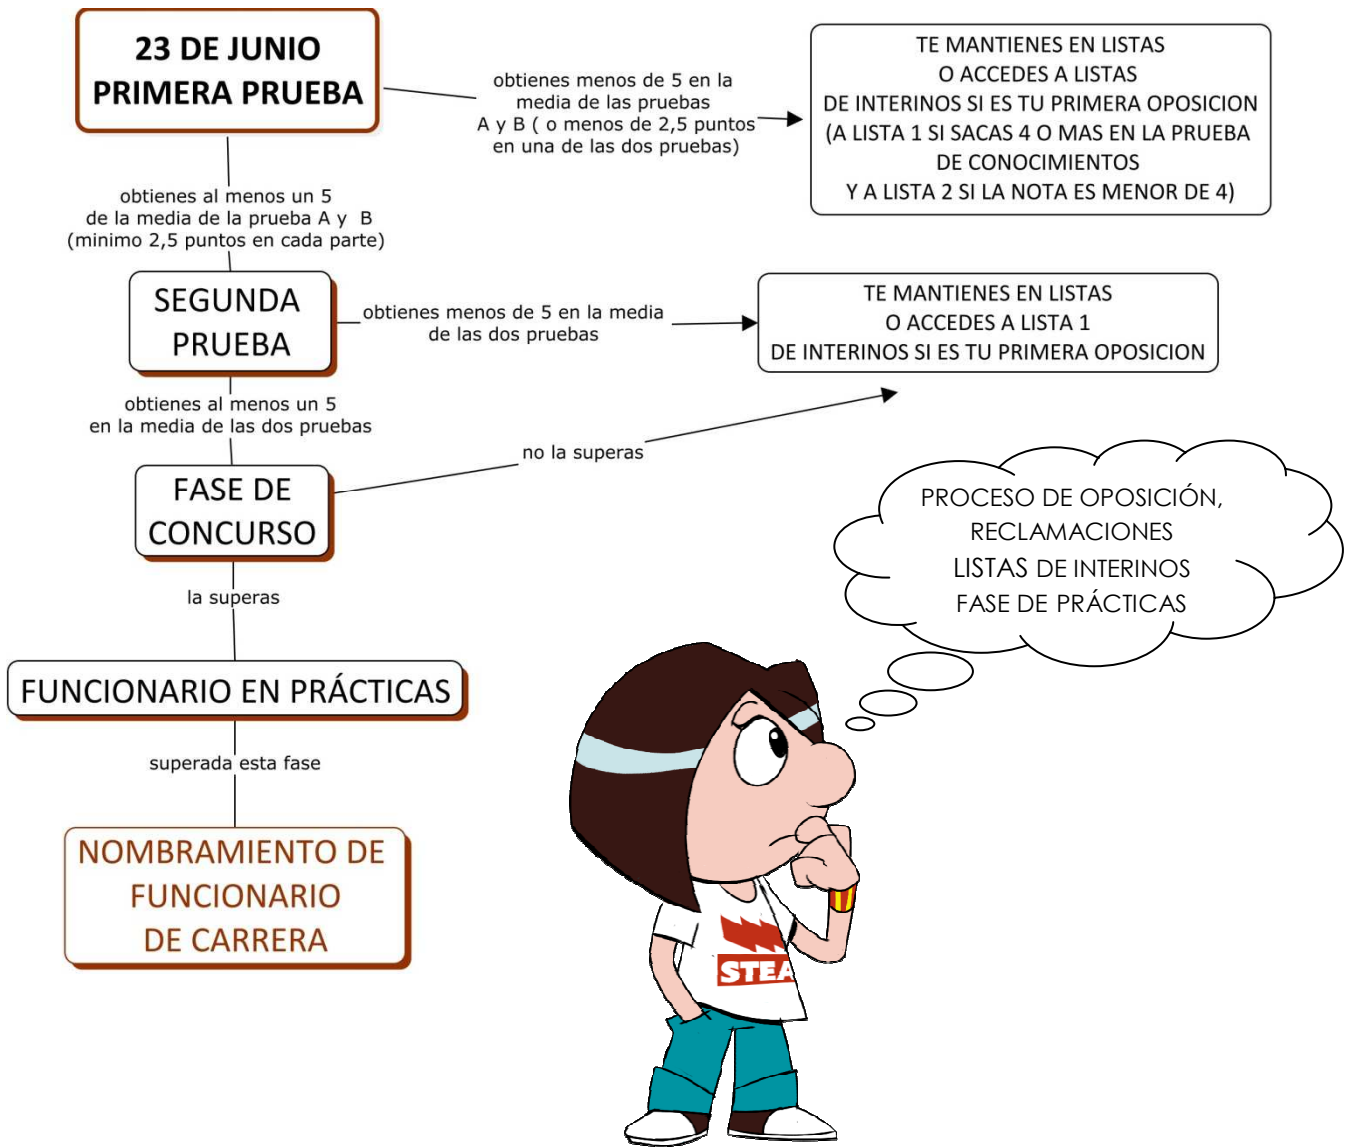 23 DE JUNIO
PRIMERA PRUEBA
obtienes menos de 5 en la
media de las pruebas
A y B ( o menos de 2,5 puntos
en una de las dos pruebas)
TE MANTIENES EN LISTAS
O ACCEDES A LISTAS
DE INTERINOS SI ES TU PRIMERA OPOSICION
(A LISTA 1 SI SACAS 4 O MAS EN LA PRUEBA
DE CONOCIMIENTOS
Y A LISTA 2 SI LA NOTA ES MENOR DE 4)
obtienes al menos un 5
de la media de la prueba A y B
(minimo 2,5 puntos en cada parte)
SEGUNDA
PRUEBA
obtienes menos de 5 en la media
de las dos pruebas
TE MANTIENES EN LISTAS
O ACCEDES A LISTA 1
DE INTERINOS SI ES TU PRIMERA OPOSICION
obtienes al menos un 5
en la media de las dos pruebas
no la superas
FASE DE
CONCURSO
PROCESO DE OPOSICIÓN,
RECLAMACIONES
LISTAS DE INTERINOS
FASE DE PRÁCTICAS
la superas
FUNCIONARIO EN PRÁCTICAS
superada esta fase
NOMBRAMIENTO DE
FUNCIONARIO
DE CARRERA
STEA